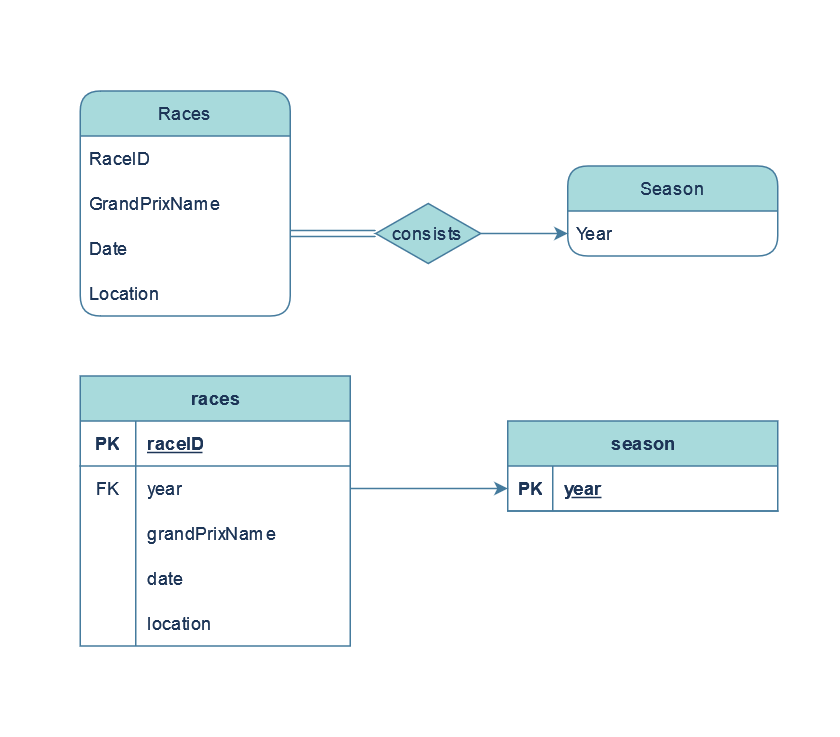 Races
RaceID
GrandPrixName
Date
Location
consists
Season
Year
races
PK raceID
FK year
grandPrixName
date
location
season
PK year